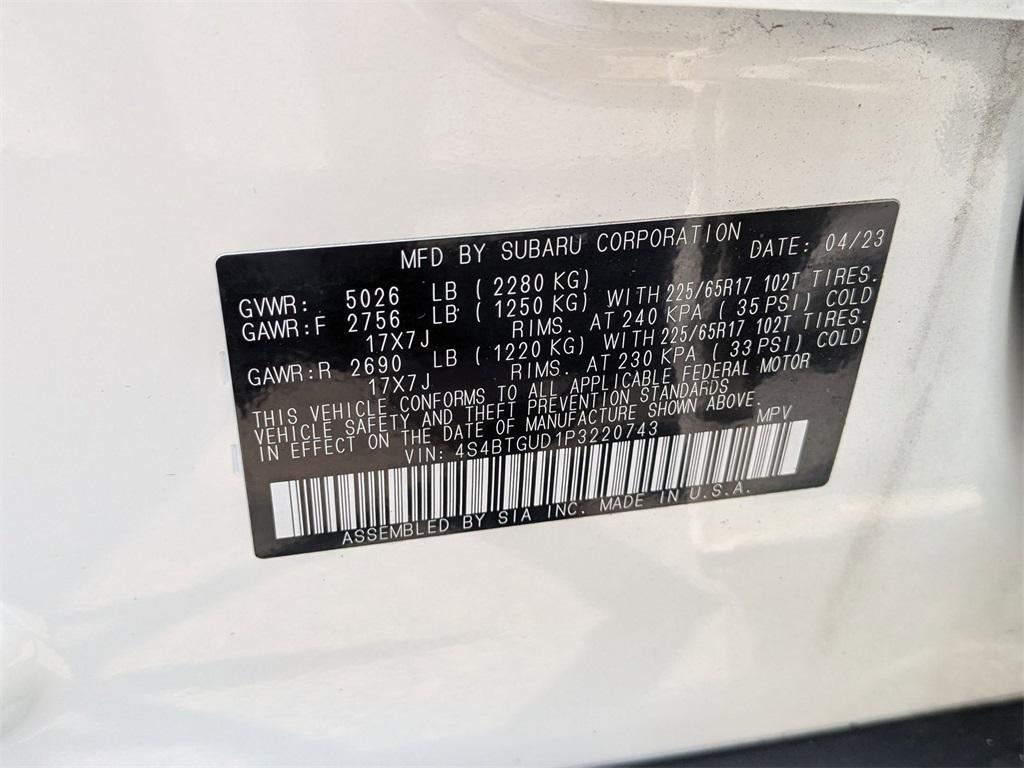 MFD BY SUBARU CORPORATION DATE: 04/23
GVWR: 5026 LB ( 2280 KG)
GAWR:F 2756 LB ( 1250 KG) WITH 225/65R17 102T TIRES.
17X7J RIMS. AT 240 KPA ( 35 PSI) COLD
GAWR:R 2690 LB ( 1220 KG) WITH 225/65R17 102T TIRES.
17X7J RIMS. AT 230 KPA ( 33 PSI) COLD
THIS VEHICLE CONFORMS TO ALL APPLICABLE FEDERAL MOTOR
VEHICLE SAFETY AND THEFT PREVENTION STANDARDS
IN EFFECT ON THE DATE OF MANUFACTURE SHOWN ABOVE.
VIN: 4S4BTGUD1P3220743 MPV
ASSEMBLED BY SIA INC. MADE IN U.S.A.